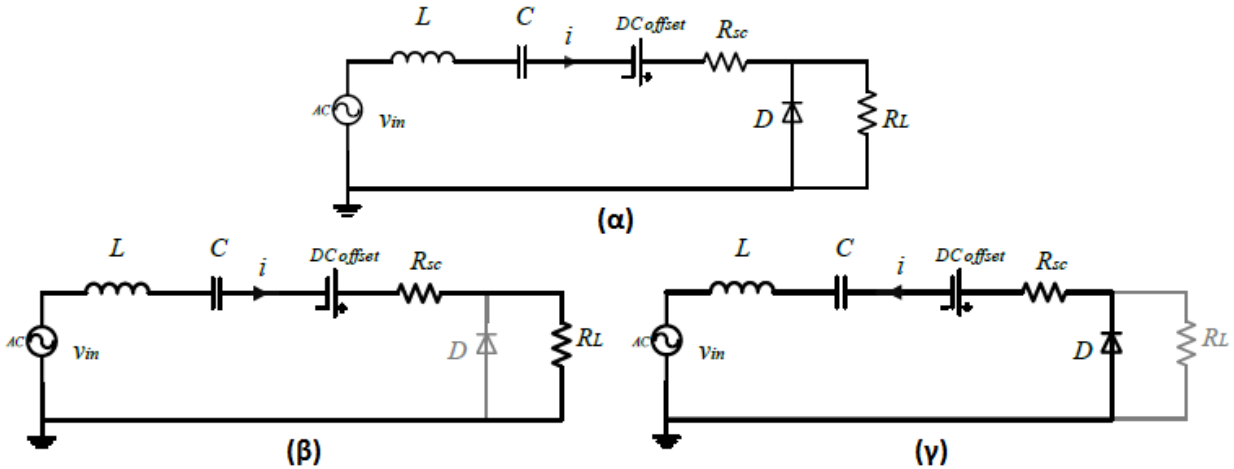 L C i DC offset Rsc
AC vin D RL
(α)
L C i DC offset Rsc
AC vin D RL
(β)
L C i DC offset Rsc
AC vin D RL
(γ)